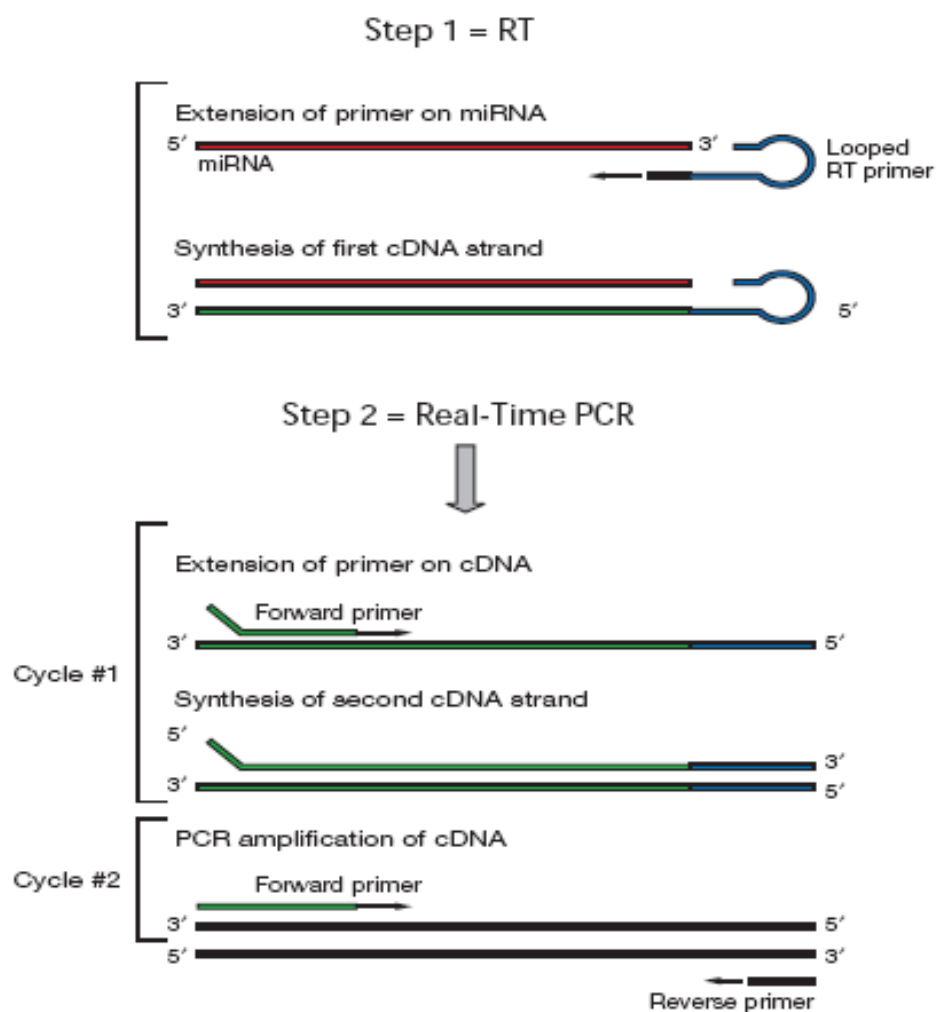 Step 1 = RT
Extension of primer on miRNA
5′ 3′
miRNA
Looped
RT primer
Synthesis of first cDNA strand
3′ 5′
Step 2 = Real-Time PCR
Cycle #1
Extension of primer on cDNA
Forward primer
3′ 5′
Synthesis of second cDNA strand
5′ 3′
3′ 5′
Cycle #2
PCR amplification of cDNA
Forward primer
3′ 5′
5′ 3′
Reverse primer